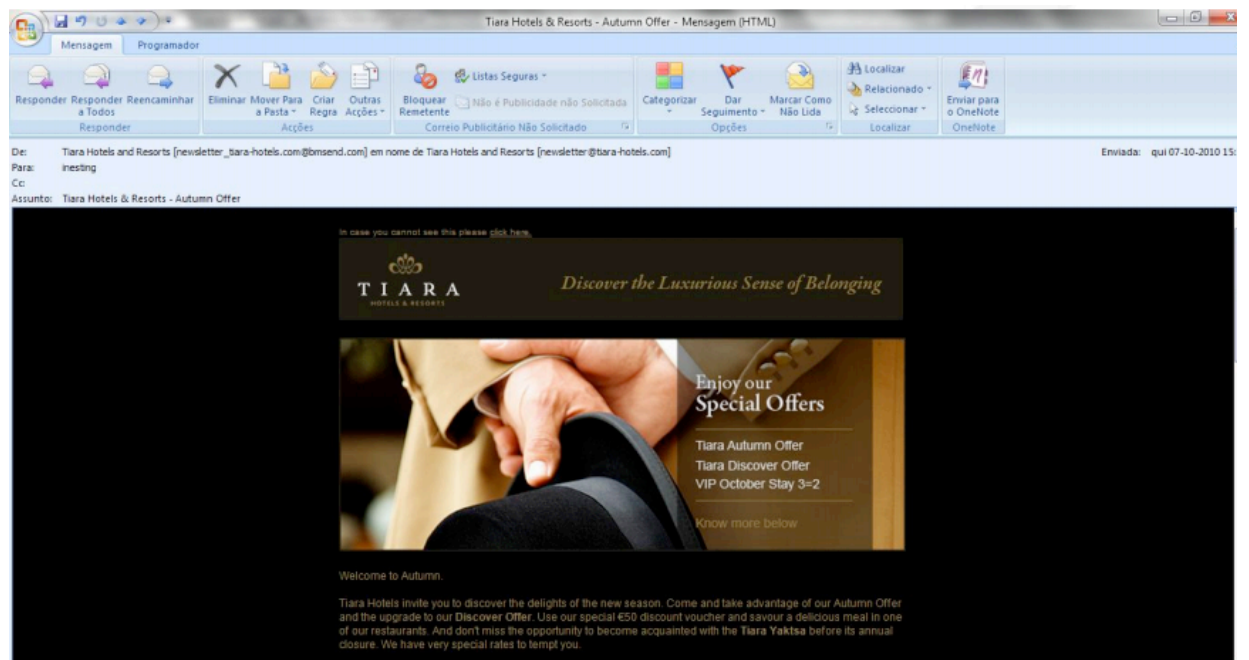 Tiara Hotels & Resorts - Autumn Offer - Mensagem (HTML)
Mensagem Programador
Responder Responder a Todos Reencaminhar
Eliminar Mover Para a Pasta Criar Regra Outras Acções
Bloquear Remetente Listas Seguras Não é Publicidade não Solicitada
Categorizar Dar Seguimento Marcar Como Não Lida
Localizar Relacionado Seleccionar
Enviar para o OneNote
Responder Acções Correio Publicitário Não Solicitado Opções Localizar OneNote
De: Tiara Hotels and Resorts [newsletter_tiara-hotels.com@bmsend.com] em nome de Tiara Hotels and Resorts [newsletter@tiara-hotels.com] Enviada: qui 07-10-2010 15:
Para: inesting
Cc:
Assunto: Tiara Hotels & Resorts - Autumn Offer
In case you cannot see this please click here.
TIARA
HOTELS & RESORTS
Discover the Luxurious Sense of Belonging
Enjoy our
Special Offers
Tiara Autumn Offer
Tiara Discover Offer
VIP October Stay 3=2
Know more below
Welcome to Autumn.
Tiara Hotels invite you to discover the delights of the new season. Come and take advantage of our Autumn Offer
and the upgrade to our Discover Offer. Use our special €50 discount voucher and savour a delicious meal in one
of our restaurants. And don't miss the opportunity to become acquainted with the Tiara Yaktsa before its annual
closure. We have very special rates to tempt you.